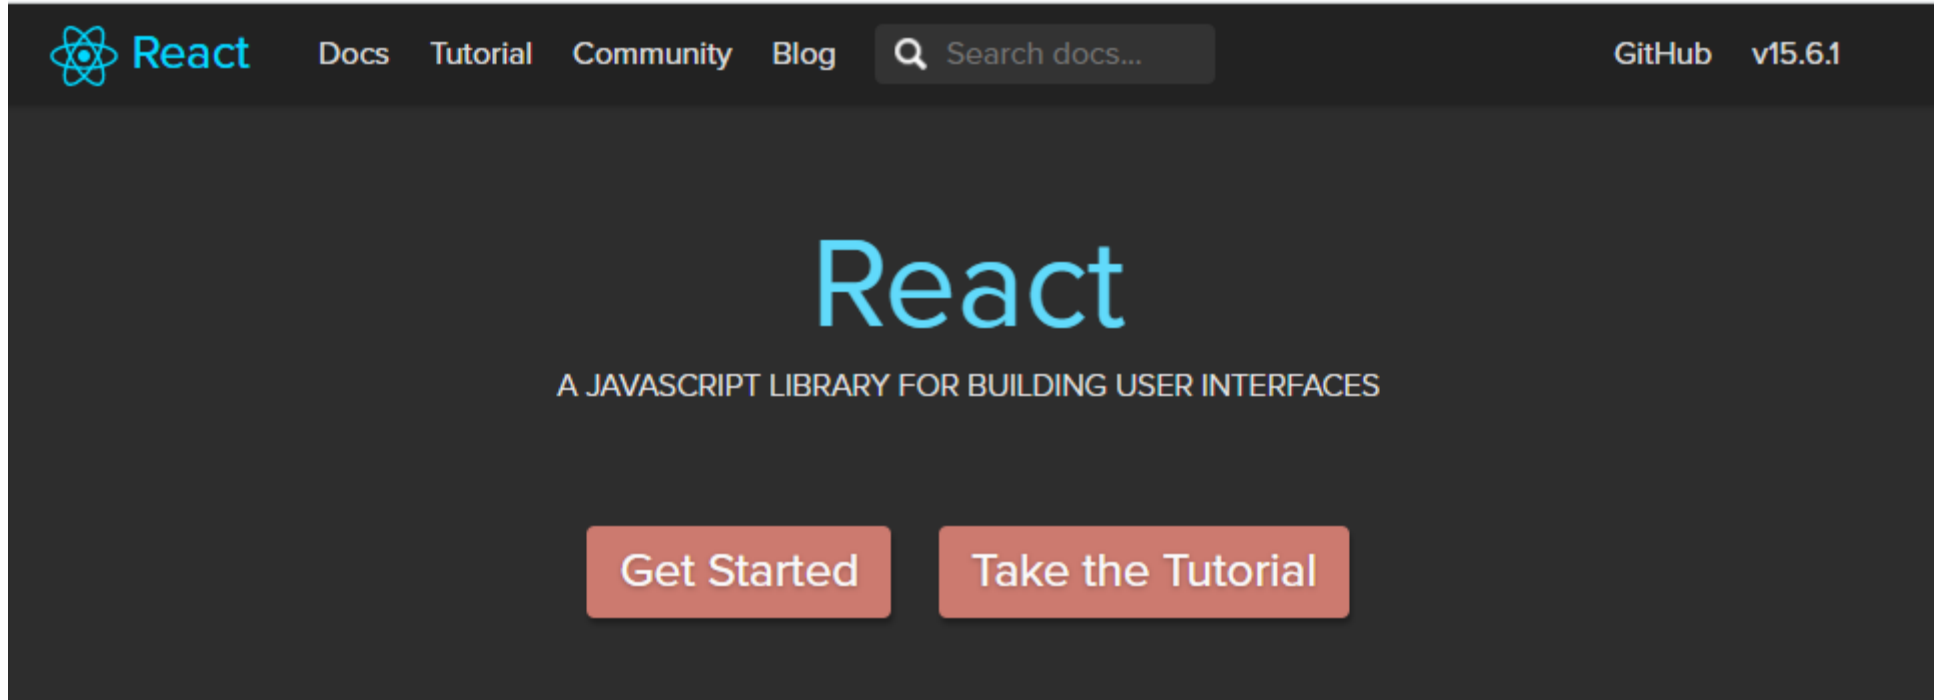 React Docs Tutorial Community Blog Search docs... GitHub v15.6.1
React
A JAVASCRIPT LIBRARY FOR BUILDING USER INTERFACES
Get Started Take the Tutorial